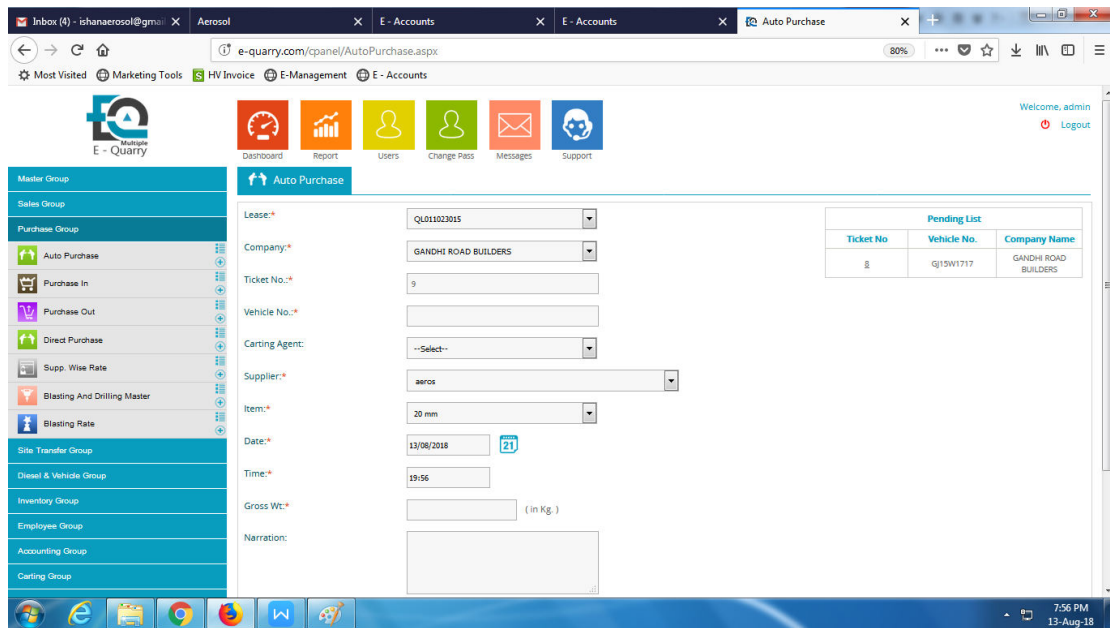 Inbox (4) - ishanaerosol@gmail
Aerosol
E - Accounts
E - Accounts
Auto Purchase
e-quarry.com/cpanel/AutoPurchase.aspx
80%
Most Visited
Marketing Tools
S
HV Invoice
E-Management
E - Accounts
Multiple
E - Quarry
Dashboard
Report
Users
Change Pass
Messages
Support
Welcome, admin
Logout
Master Group
Sales Group
Purchase Group
Auto Purchase
Purchase In
Purchase Out
Direct Purchase
Supp. Wise Rate
Blasting And Drilling Master
Blasting Rate
Site Transfer Group
Diesel & Vehicle Group
Inventory Group
Employee Group
Accounting Group
Carting Group
Auto Purchase
Lease:* QL011023015
Company:* GANDHI ROAD BUILDERS
Ticket No.:* 9
Vehicle No.:*
Carting Agent: --Select--
Supplier:* aeros
Item:* 20 mm
Date:* 13/08/2018 21
Time:* 19:56
Gross Wt:* ( in Kg. )
Narration:
Pending List
Ticket No Vehicle No. Company Name
8 GJ15W1717 GANDHI ROAD
BUILDERS
7:56 PM
13-Aug-18